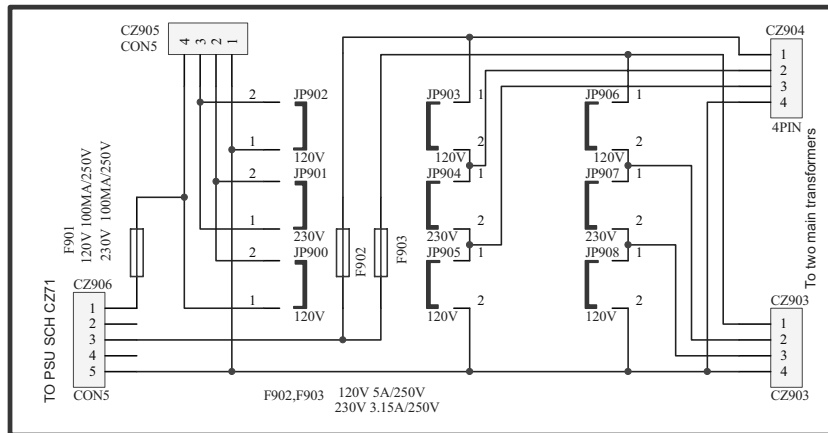 CZ905
CON5
4 3 2 1
CZ904
1
2
3
4
4PIN
2
JP902
1
120V
2
JP901
1
230V
2
JP900
1
120V
JP903
1
2
120V
JP904
1
2
230V
JP905
1
2
120V
JP906
1
2
120V
JP907
1
2
230V
JP908
1
2
120V
F901
120V 100MA/250V
230V 100MA/250V
F902
F903
CZ906
1
2
3
4
5
CON5
TO PSU SCH CZ71
To two main transformers
CZ903
1
2
3
4
CZ903
F902,F903 120V 5A/250V
230V 3.15A/250V